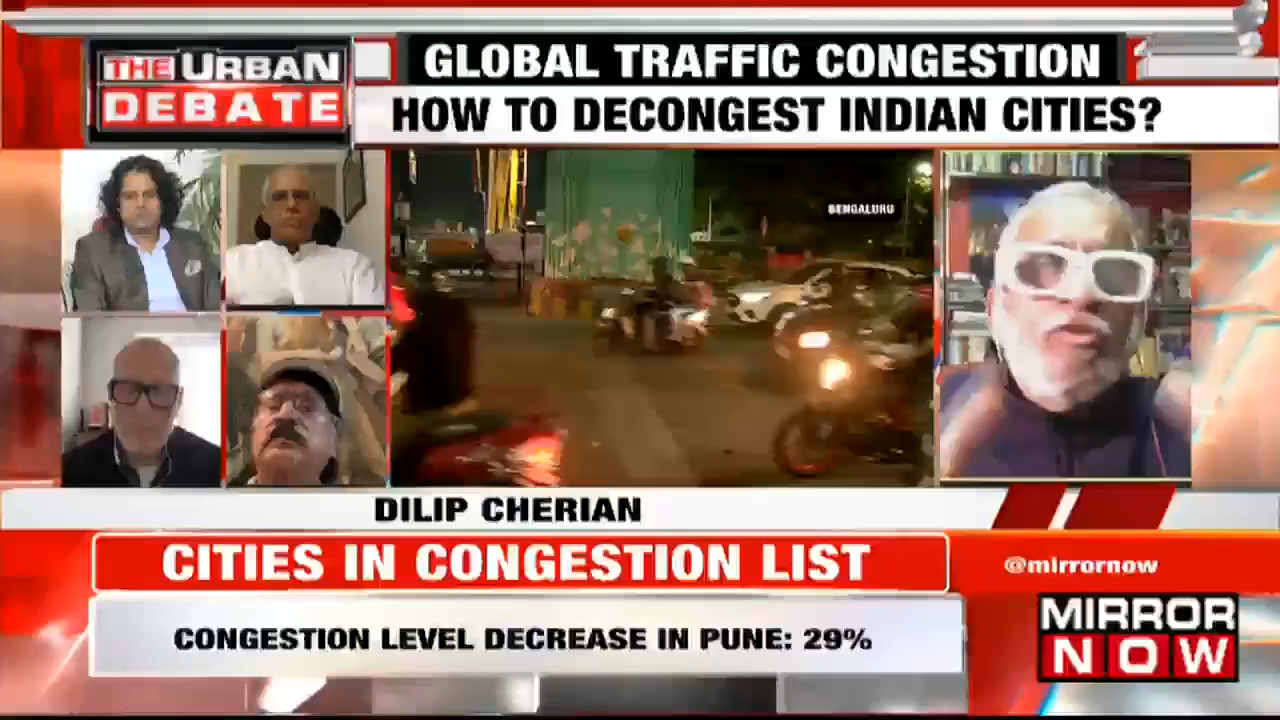 THE URBAN
DEBATE
GLOBAL TRAFFIC CONGESTION
HOW TO DECONGEST INDIAN CITIES?
BENGALURU
DILIP CHERIAN
CITIES IN CONGESTION LIST
@mirrornow
CONGESTION LEVEL DECREASE IN PUNE: 29%
MIRROR
NOW